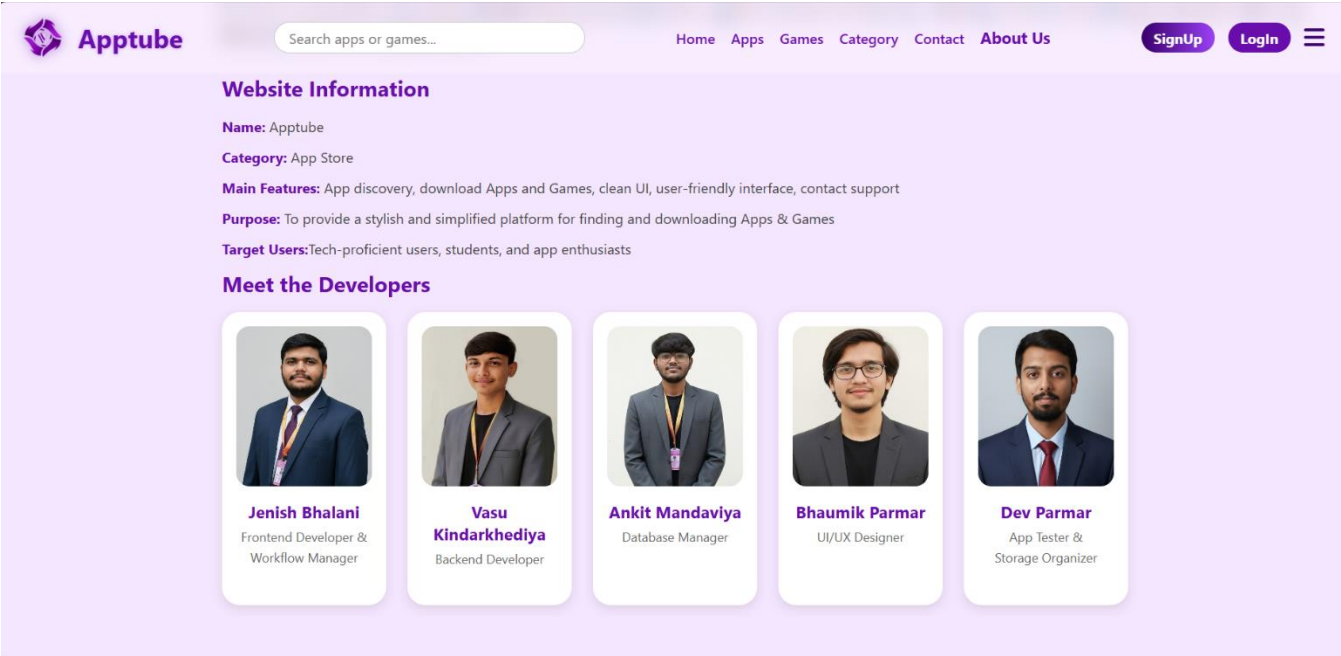 Apptube
Search apps or games...
Home Apps Games Category Contact About Us
SignUp
LogIn
Website Information
Name: Apptube
Category: App Store
Main Features: App discovery, download Apps and Games, clean UI, user-friendly interface, contact support
Purpose: To provide a stylish and simplified platform for finding and downloading Apps & Games
Target Users:Tech-proficient users, students, and app enthusiasts
Meet the Developers
Jenish Bhalani
Frontend Developer &
Workflow Manager
Vasu
Kindarkhediya
Backend Developer
Ankit Mandaviya
Database Manager
Bhaumik Parmar
UI/UX Designer
Dev Parmar
App Tester &
Storage Organizer